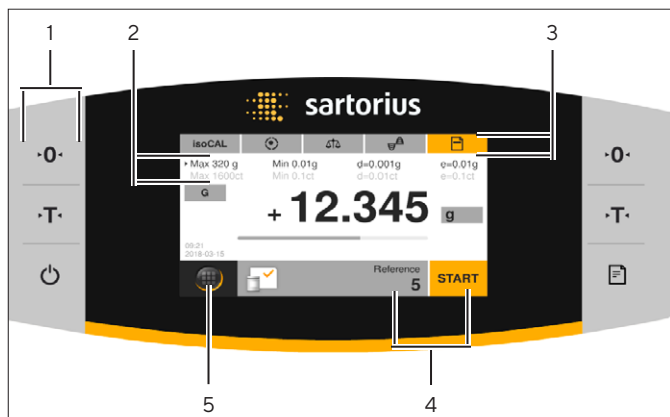 1 2 3
sartorius
isoCAL
Max 320 g Min 0.01g d=0.001g e=0.01g
Max 1600ct Min 0.1ct d=0.01ct e=0.1ct
G
+ 12.345 g
09:21
2018-03-15
Reference
5
START
0 0
T T
5 4